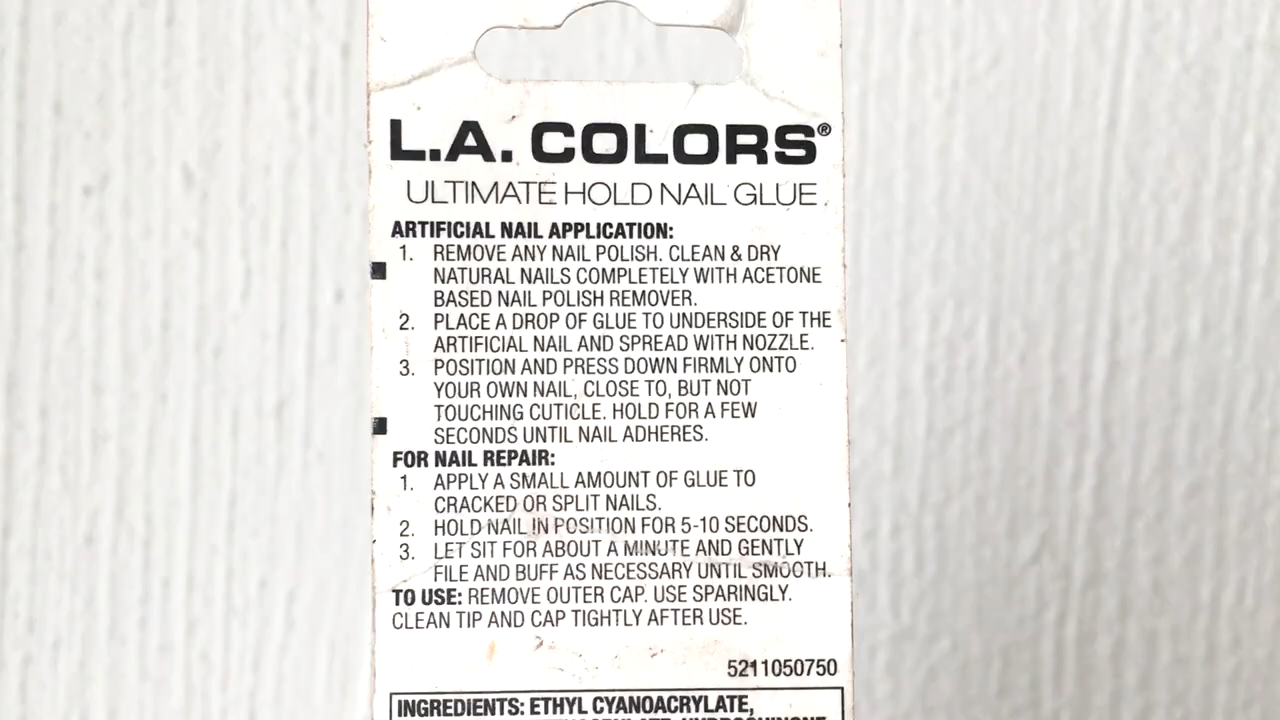 L.A. COLORS®
ULTIMATE HOLD NAIL GLUE
ARTIFICIAL NAIL APPLICATION:
1. REMOVE ANY NAIL POLISH. CLEAN & DRY
NATURAL NAILS COMPLETELY WITH ACETONE
BASED NAIL POLISH REMOVER.
2. PLACE A DROP OF GLUE TO UNDERSIDE OF THE
ARTIFICIAL NAIL AND SPREAD WITH NOZZLE.
3. POSITION AND PRESS DOWN FIRMLY ONTO
YOUR OWN NAIL, CLOSE TO, BUT NOT
TOUCHING CUTICLE. HOLD FOR A FEW
SECONDS UNTIL NAIL ADHERES.
FOR NAIL REPAIR:
1. APPLY A SMALL AMOUNT OF GLUE TO
CRACKED OR SPLIT NAILS.
2. HOLD NAIL IN POSITION FOR 5-10 SECONDS.
3. LET SIT FOR ABOUT A MINUTE AND GENTLY
FILE AND BUFF AS NECESSARY UNTIL SMOOTH.
TO USE: REMOVE OUTER CAP. USE SPARINGLY.
CLEAN TIP AND CAP TIGHTLY AFTER USE.
5211050750
INGREDIENTS: ETHYL CYANOACRYLATE,